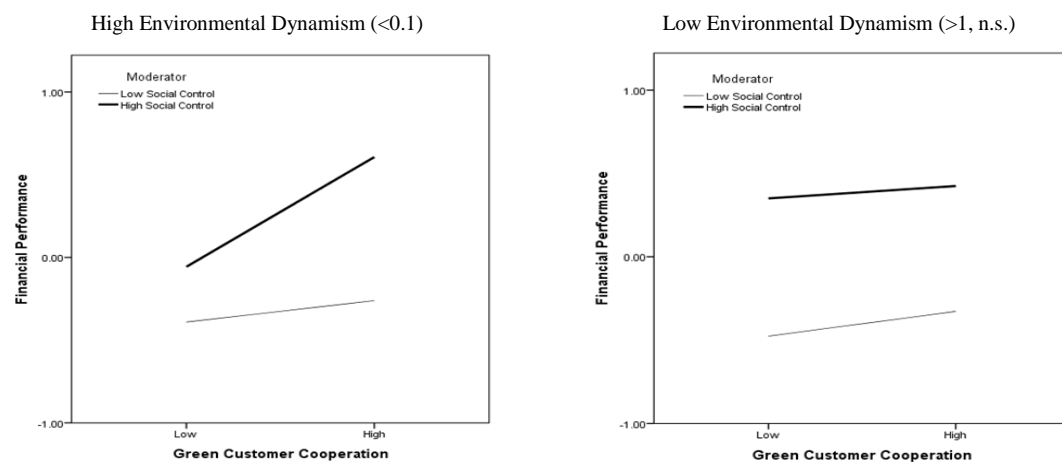 High Environmental Dynamism (<0.1)
Moderator
Low Social Control
High Social Control
1.00
0.00
-1.00
Financial Performance
Low
High
Green Customer Cooperation
Low Environmental Dynamism (>1, n.s.)
Moderator
Low Social Control
High Social Control
1.00
0.00
-1.00
Financial Performance
Low
High
Green Customer Cooperation